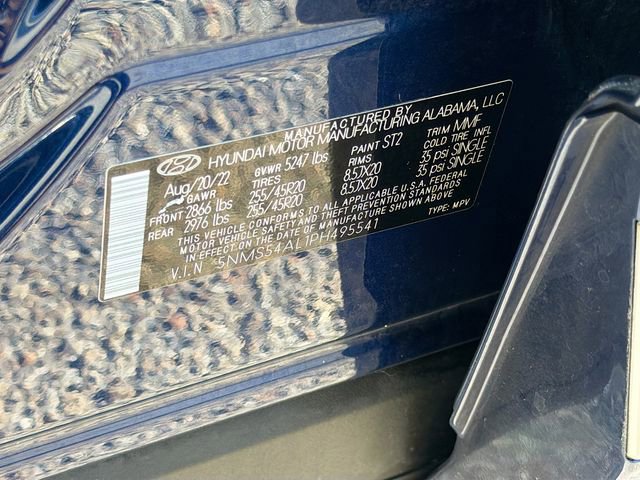 MANUFACTURED BY
HYUNDAI MOTOR MANUFACTURING ALABAMA, LLC
Aug/20/22 GVWR 5247 lbs PAINT ST2 TRIM MMF
GAWR TIRES RIMS COLD TIRE INFL
FRONT 2866 lbs 255/45R20 8.5JX20 35 psi SINGLE
REAR 2976 lbs 255/45R20 8.5JX20 35 psi SINGLE
THIS VEHICLE CONFORMS TO ALL APPLICABLE U.S.A. FEDERAL
MOTOR VEHICLE SAFETY AND THEFT PREVENTION STANDARDS
EFFECT IN ON THE DATE OF MANUFACTURE SHOWN ABOVE
V.I.N 5NMS54AL1PH495541 TYPE: MPV